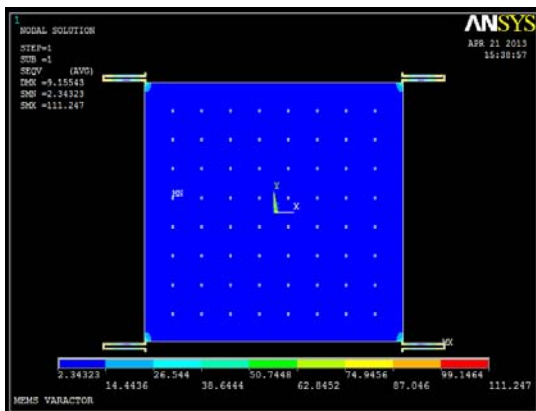 1
NODAL SOLUTION
STEP=1
SUB =1
SEQV (AVG)
DMX =9.15543
SMN =2.34323
SMX =111.247
ANSYS
APR 21 2013
15:38:57
MN
Y
X
MX
2.34323 26.544 50.7448 74.9456 99.1464
14.4436 38.6444 62.8452 87.046 111.247
MEMS VARACTOR